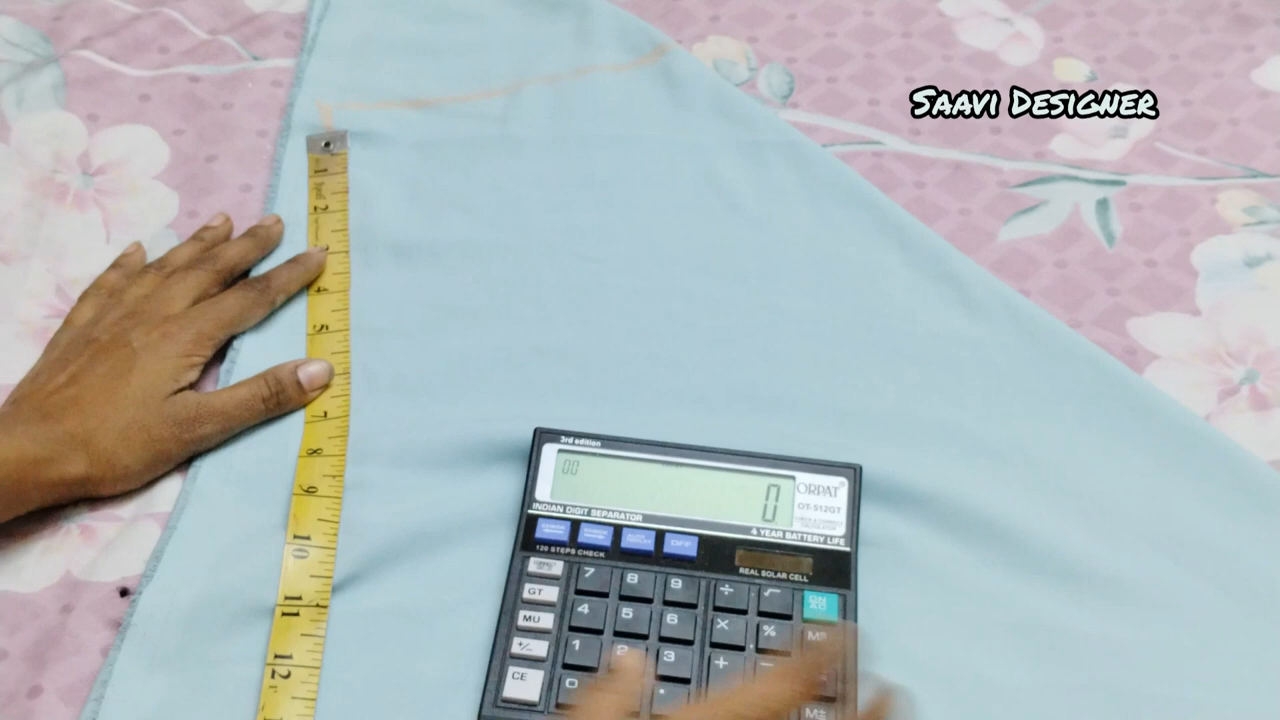 SAAVI DESIGNER
1
2
4
5
7
8
9
10
11
12
3rd edition
00
0
ORPAT
OT-512GT
INDIAN DIGIT SEPARATOR
4 YEAR BATTERY LIFE
OFF
120 STEPS CHECK
REAL SOLAR CELL
7 8 9 ÷ √ ON AC
GT
4 5 6 × %
MU
1 2 3 + −
+/−
CE
0 .
M±